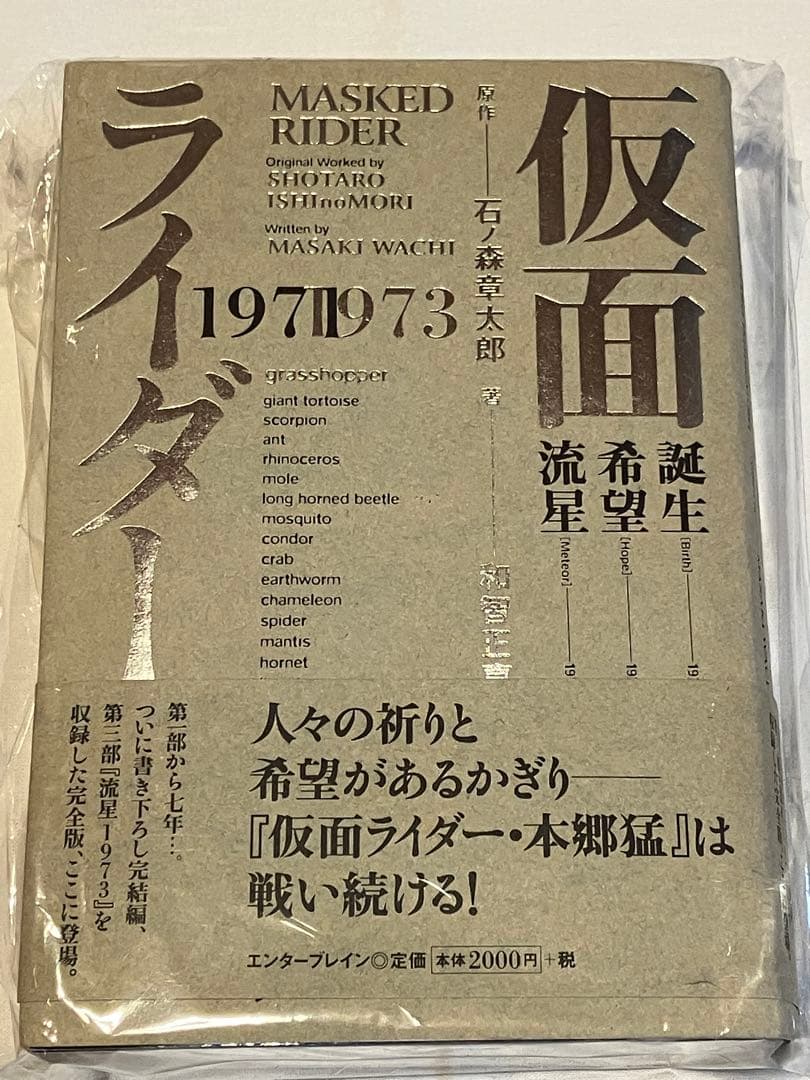 仮面
ライダー
MASKED
RIDER
Original Worked by
SHOTARO
ISHInoMORI
Written by
MASAKI WACHI
原作
石ノ森章太郎
著
和智正喜
1971 1973
誕生
[Birth]
19
希望
[Hope]
19
流星
[Meteor]
19
grasshopper
giant tortoise
scorpion
ant
rhinoceros
mole
long horned beetle
mosquito
condor
crab
earthworm
chameleon
spider
mantis
hornet
人々の祈りと
希望があるかぎり——
『仮面ライダー・本郷猛』は
戦い続ける!
第一部から七年…。
ついに書き下ろし完結編、
第三部『流星1973』を
収録した完全版、ここに登場。
エンターブレイン◎定価 本体2000円+税